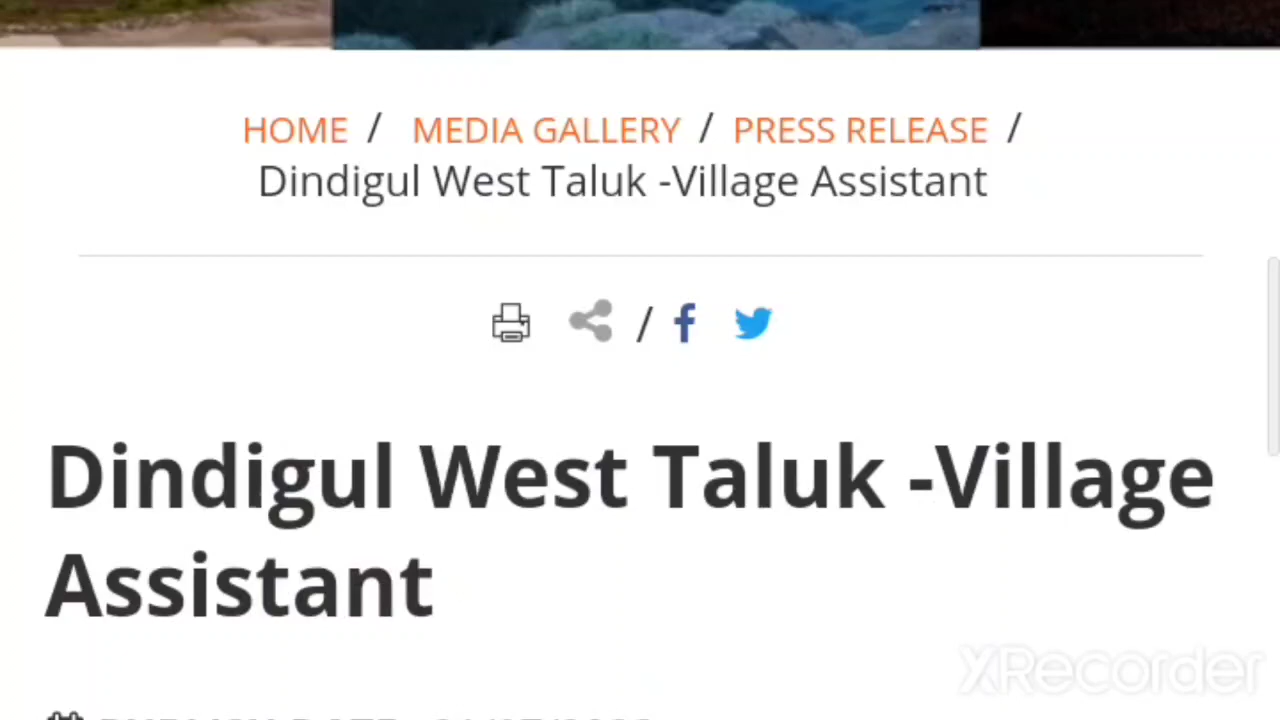 HOME / MEDIA GALLERY / PRESS RELEASE /
Dindigul West Taluk -Village Assistant
/
Dindigul West Taluk -Village
Assistant
XRecorder